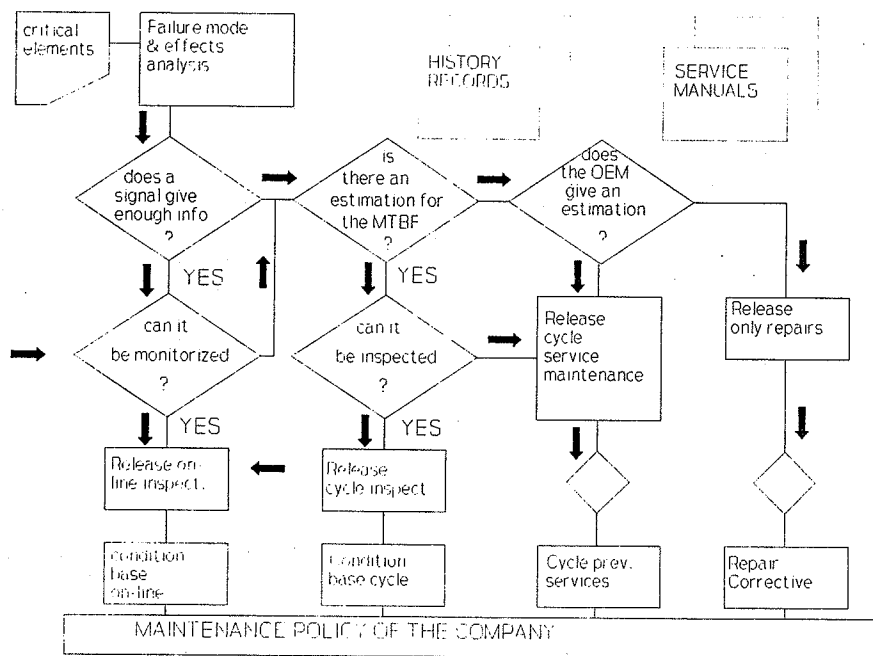 critical
elements
Failure mode
& effects
analysis
HISTORY
RECORDS
SERVICE
MANUALS
does a
signal give
enough info
?
is
there an
estimation for
the MTBF
?
does
the OEM
give an
estimation
?
YES
YES
can it
be monitorized
?
can it
be inspected
?
Release
cycle
service
maintenance
Release
only repairs
YES
YES
Release on-
line inspect.
Release
cycle inspect
condition
base
on-line
Condition
base cycle
Cycle prev.
services
Repair
Corrective
MAINTENANCE POLICY OF THE COMPANY